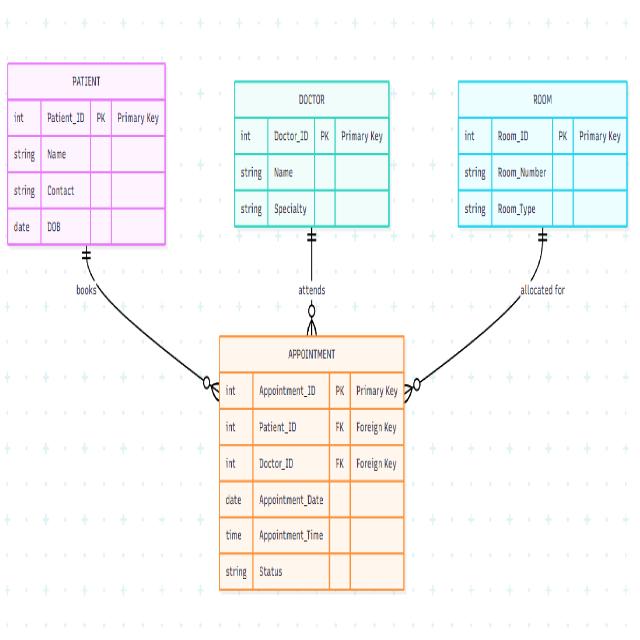 PATIENT
int Patient_ID PK Primary Key
string Name
string Contact
date DOB
DOCTOR
int Doctor_ID PK Primary Key
string Name
string Specialty
ROOM
int Room_ID PK Primary Key
string Room_Number
string Room_Type
books
attends
allocated for
APPOINTMENT
int Appointment_ID PK Primary Key
int Patient_ID FK Foreign Key
int Doctor_ID FK Foreign Key
date Appointment_Date
time Appointment_Time
string Status